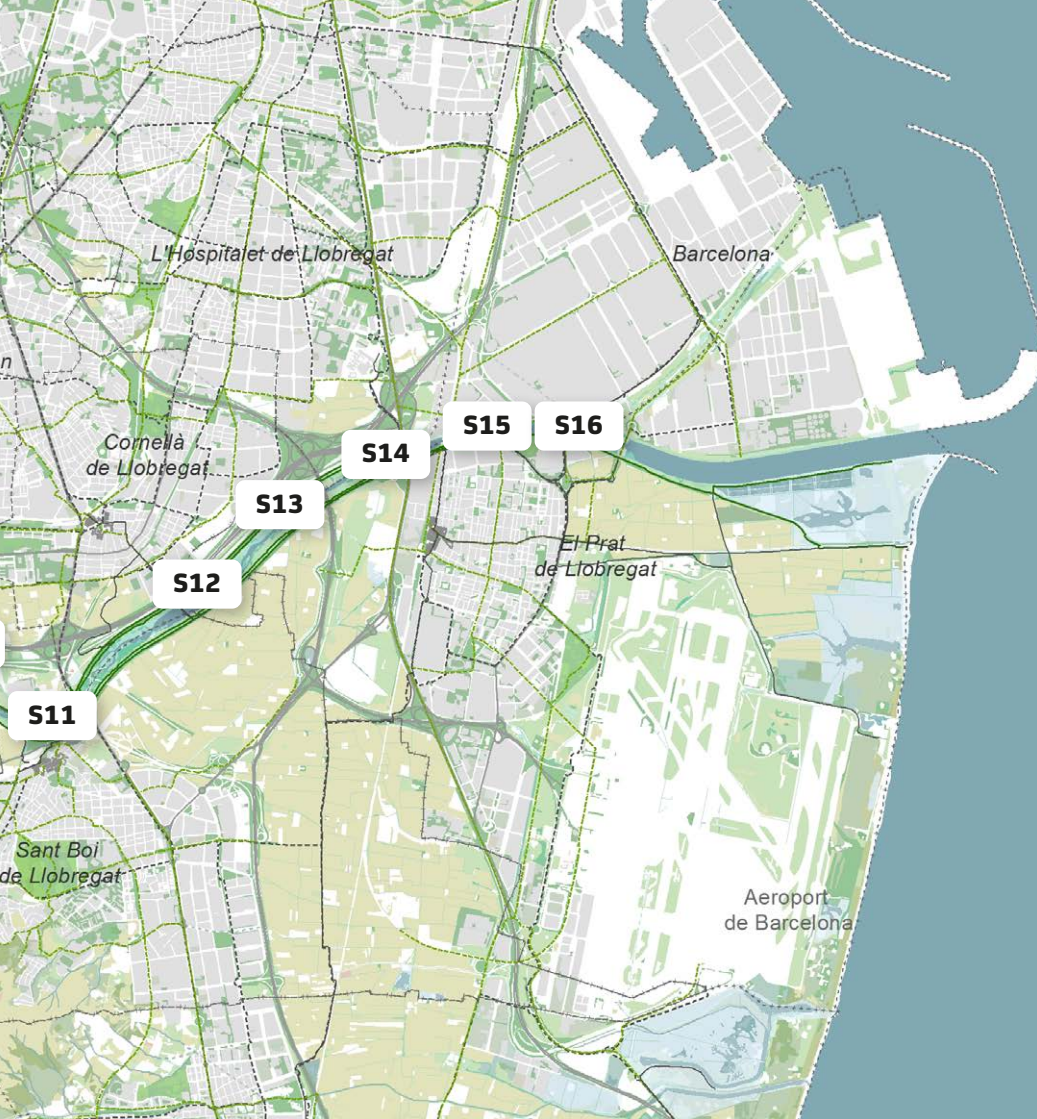 L'Hospitalet de Llobregat
Barcelona
n
S15
S16
Cornellà
de Llobregat
S14
S13
El Prat
de Llobregat
S12
S11
Sant Boi
de Llobregat
Aeroport
de Barcelona